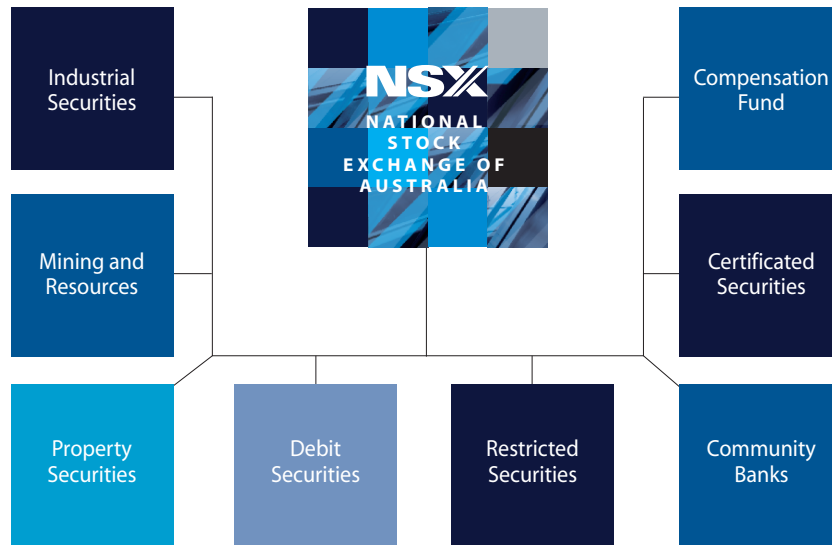 Industrial
Securities
NSX
NATIONAL
STOCK
EXCHANGE OF
AUSTRALIA
Compensation
Fund
Mining and
Resources
Certificated
Securities
Property
Securities
Debit
Securities
Restricted
Securities
Community
Banks